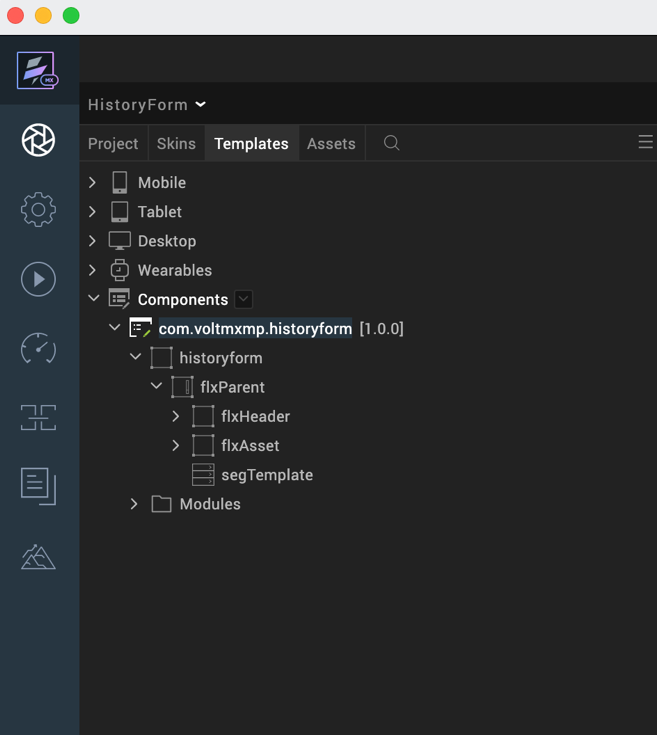 MX
HistoryForm
Project Skins Templates Assets
Mobile
Tablet
Desktop
Wearables
Components
com.voltmxmp.historyform [1.0.0]
historyform
flxParent
flxHeader
flxAsset
segTemplate
Modules